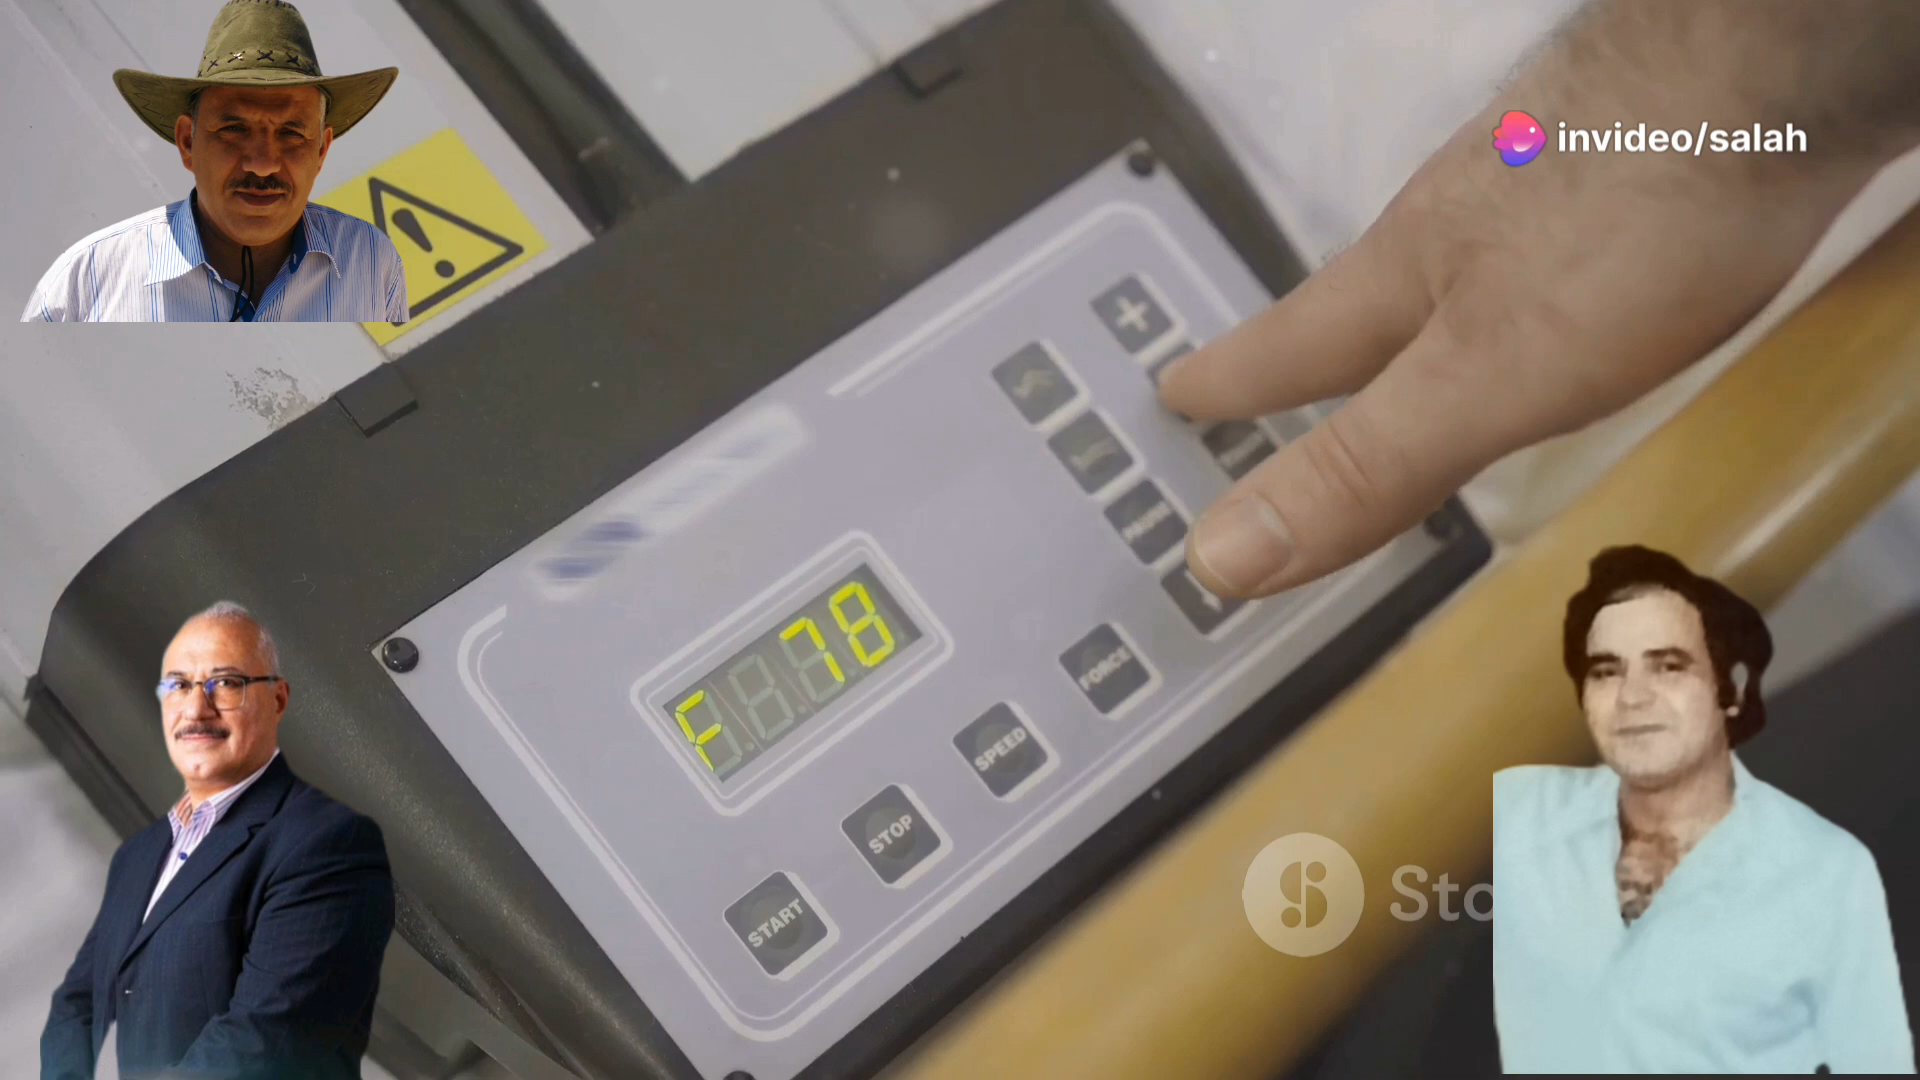 invideo/salah
+
F 78
FORCE
SPEED
STOP
START
Sto